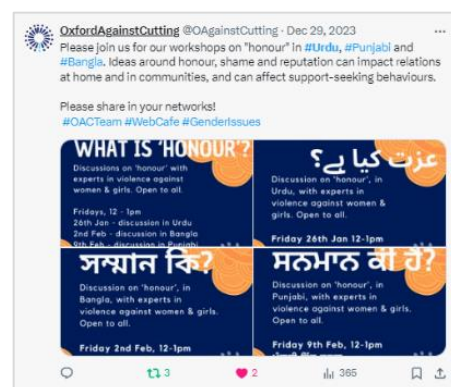 OxfordAgainstCutting @OAgainstCutting · Dec 29, 2023
Please join us for our workshops on "honour" in #Urdu, #Punjabi and
#Bangla. Ideas around honour, shame and reputation can impact relations
at home and in communities, and can affect support-seeking behaviours.
Please share in your networks!
#OACTeam #WebCafe #GenderIssues
WHAT IS 'HONOUR'?
Discussions on 'honour' with
experts in violence against
women & girls. Open to all.
Fridays, 12 - 1pm
26th Jan - discussion in Urdu
2nd Feb - discussion in Bangla
9th Feb - discussion in Punjabi
عزت کیا ہے؟
Discussion on 'honour', in
Urdu, with experts in
violence against women &
girls. Open to all.
Friday 26th Jan 12-1pm
সম্মান কি?
Discussion on 'honour', in
Bangla, with experts in
violence against women & girls.
Open to all.
Friday 2nd Feb, 12-1pm
ਸਨਮਾਨ ਕੀ ਹੈ?
Discussion on 'honour', in
Punjabi, with experts in
violence against women & girls.
Open to all.
Friday 9th Feb, 12-1pm
3
2
365